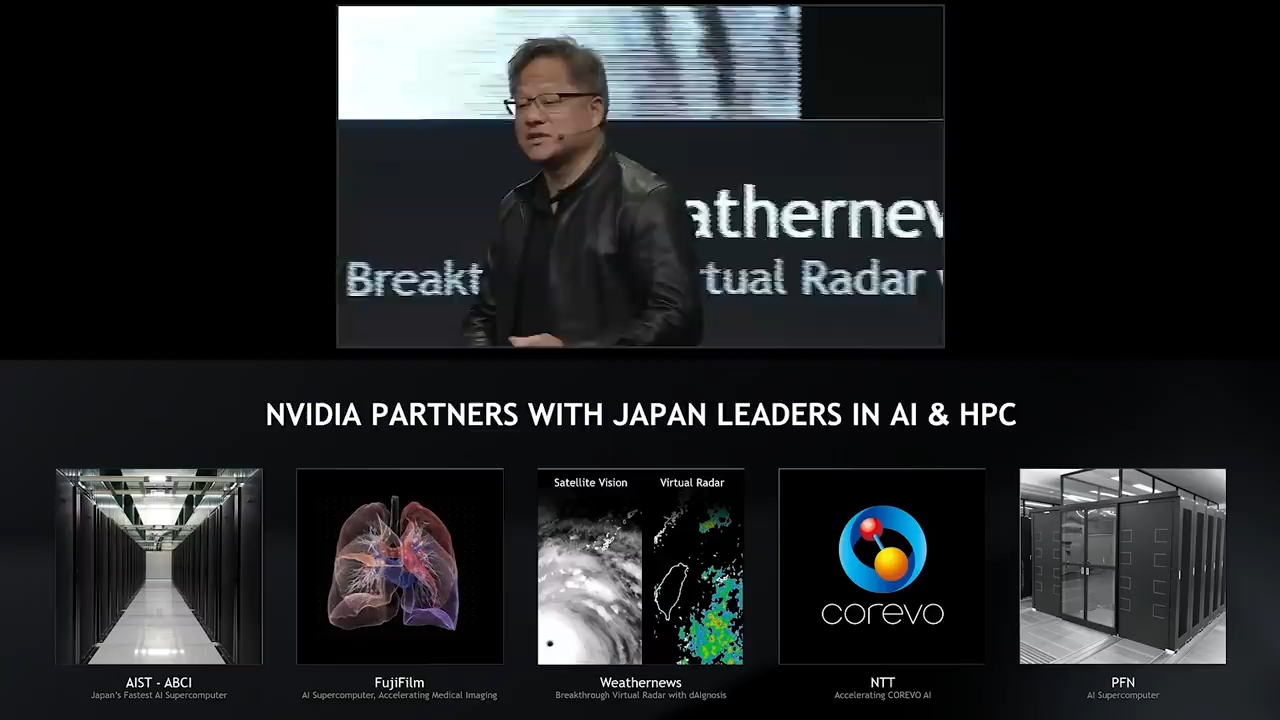 athernev
Breakt tual Radar
NVIDIA PARTNERS WITH JAPAN LEADERS IN AI & HPC
Satellite Vision
Virtual Radar
corevo
AIST - ABCI
Japan's Fastest AI Supercomputer
FujiFilm
AI Supercomputer, Accelerating Medical Imaging
Weathernews
Breakthrough Virtual Radar with dAIgnosis
NTT
Accelerating COREVO AI
PFN
AI Supercomputer